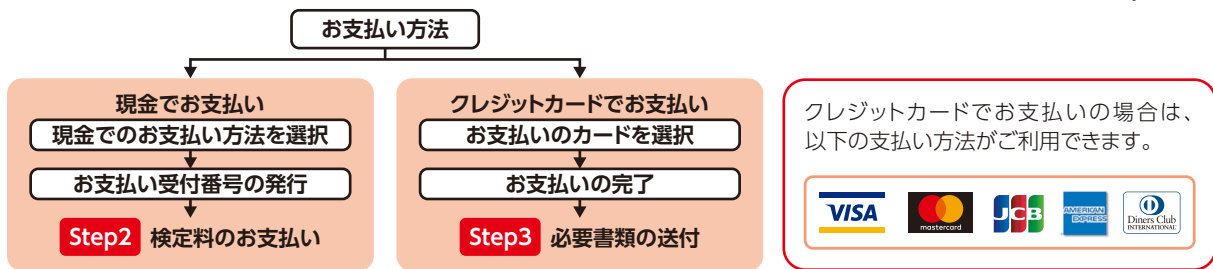 お支払い方法
現金でお支払い
現金でのお支払い方法を選択
お支払い受付番号の発行
Step2 検定料のお支払い
クレジットカードでお支払い
お支払いのカードを選択
お支払いの完了
Step3 必要書類の送付
クレジットカードでお支払いの場合は、
以下の支払い方法がご利用できます。
VISA
mastercard
JCB
AMERICAN
EXPRESS
Diners Club
INTERNATIONAL